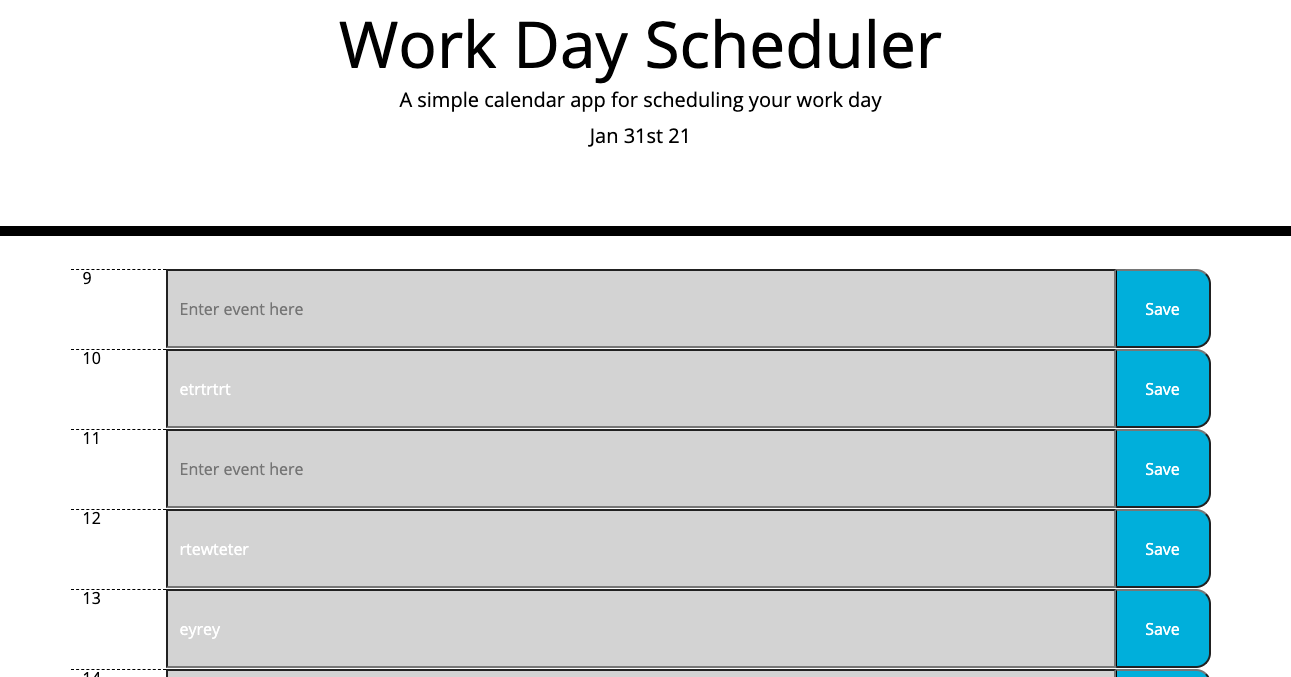 Work Day Scheduler
A simple calendar app for scheduling your work day
Jan 31st 21
9
Enter event here
Save
10
etrtrtrt
Save
11
Enter event here
Save
12
rtewteter
Save
13
eyrey
Save
14